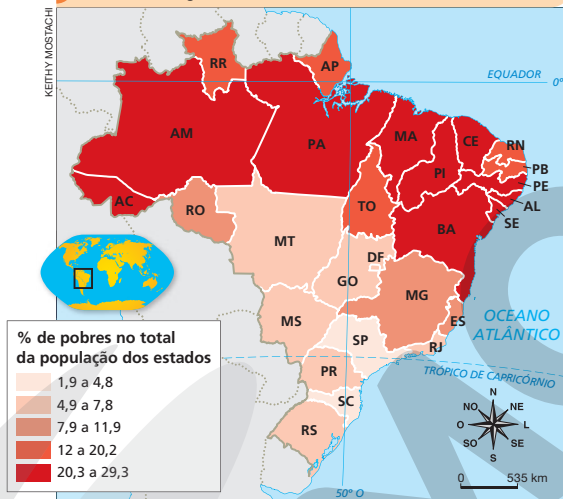 KEITHY MOSTACHI
RR
AP
EQUADOR
0°
AM
PA
MA
CE
RN
PB
PE
AL
SE
PI
AC
RO
TO
BA
MT
DF
GO
MG
ES
MS
SP
RJ
PR
SC
RS
OCEANO
ATLÂNTICO
TRÓPICO DE CAPRICÓRNIO
% de pobres no total
da população dos estados
1,9 a 4,8
4,9 a 7,8
7,9 a 11,9
12 a 20,2
20,3 a 29,3
N
NO NE
O L
SO SE
S
0 535 km
50° O